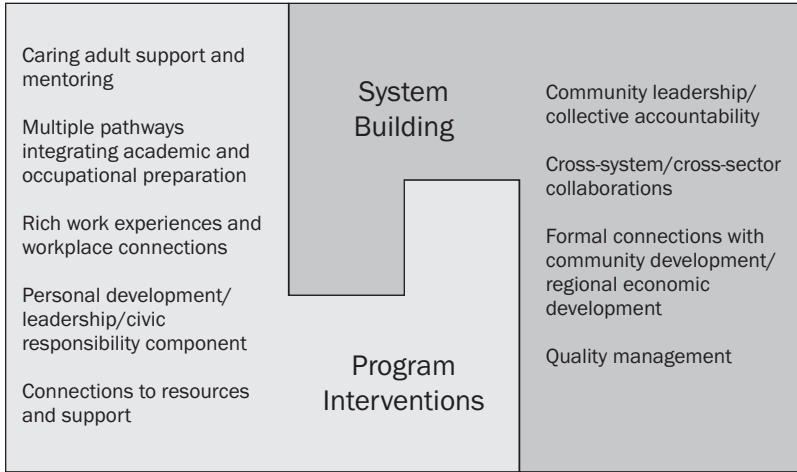 Caring adult support and
mentoring
Multiple pathways
integrating academic and
occupational preparation
Rich work experiences and
workplace connections
Personal development/
leadership/civic
responsibility component
Connections to resources
and support
System
Building
Program
Interventions
Community leadership/
collective accountability
Cross-system/cross-sector
collaborations
Formal connections with
community development/
regional economic
development
Quality management